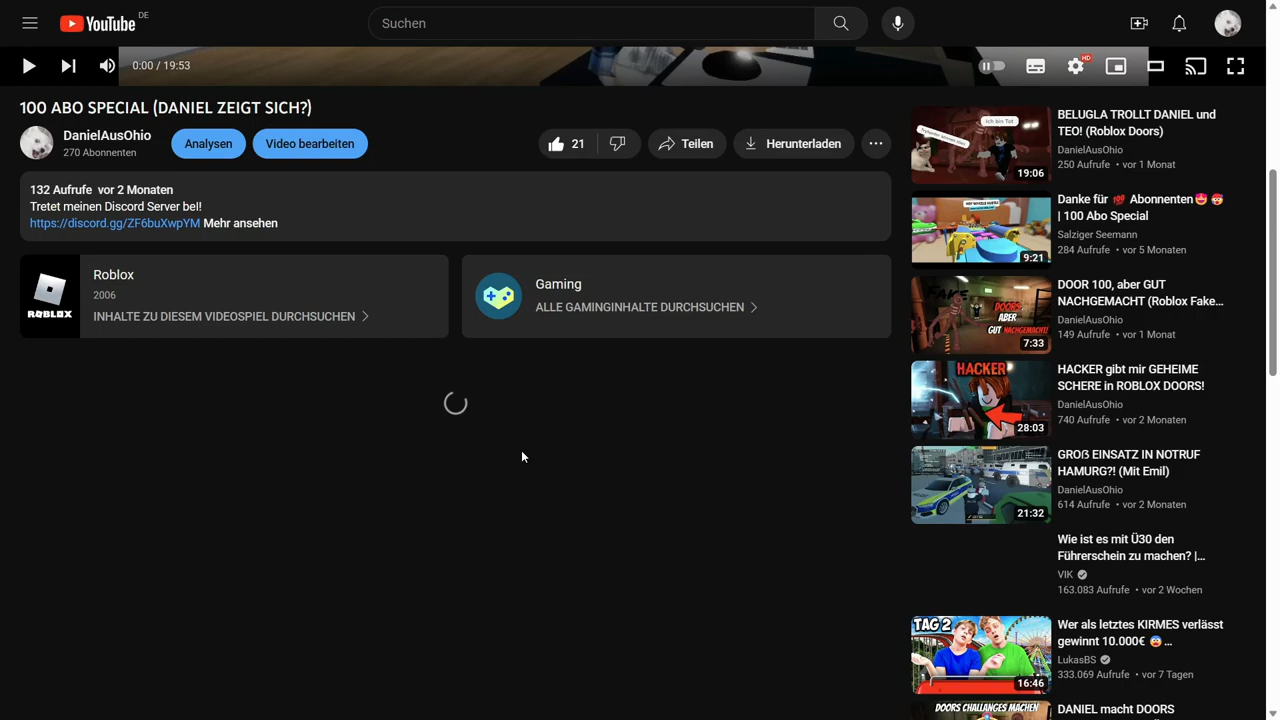 YouTube DE
Suchen
0:00 / 19:53
HD
100 ABO SPECIAL (DANIEL ZEIGT SICH?)
DanielAusOhio
270 Abonnenten
Analysen
Video bearbeiten
21
Teilen
Herunterladen
132 Aufrufe vor 2 Monaten
Tretet meinen Discord Server bei!
https://discord.gg/ZF6buXwpYM Mehr ansehen
ROBLOX
Roblox
2006
INHALTE ZU DIESEM VIDEOSPIEL DURCHSUCHEN
Gaming
ALLE GAMINGINHALTE DURCHSUCHEN
Ich bin Tot
19:06
BELUGLA TROLLT DANIEL und
TEO! (Roblox Doors)
DanielAusOhio
250 Aufrufe • vor 1 Monat
9:21
Danke für 💯 Abonnenten🤩🥳
| 100 Abo Special
Salziger Seemann
284 Aufrufe • vor 5 Monaten
FAKE
DOORS
ABER
GUT NACHGEMACHT!
7:33
DOOR 100, aber GUT
NACHGEMACHT (Roblox Fake...
DanielAusOhio
149 Aufrufe • vor 1 Monat
HACKER
28:03
HACKER gibt mir GEHEIME
SCHERE in ROBLOX DOORS!
DanielAusOhio
740 Aufrufe • vor 2 Monaten
21:32
GROẞ EINSATZ IN NOTRUF
HAMURG?! (Mit Emil)
DanielAusOhio
614 Aufrufe • vor 2 Monaten
Wie ist es mit Ü30 den
Führerschein zu machen? |...
VIK
163.083 Aufrufe • vor 2 Wochen
TAG 2
16:46
Wer als letztes KIRMES verlässt
gewinnt 10.000€ 😨...
LukasBS
333.069 Aufrufe • vor 7 Tagen
DOORS CHALLANGES MACHEN
DANIEL macht DOORS